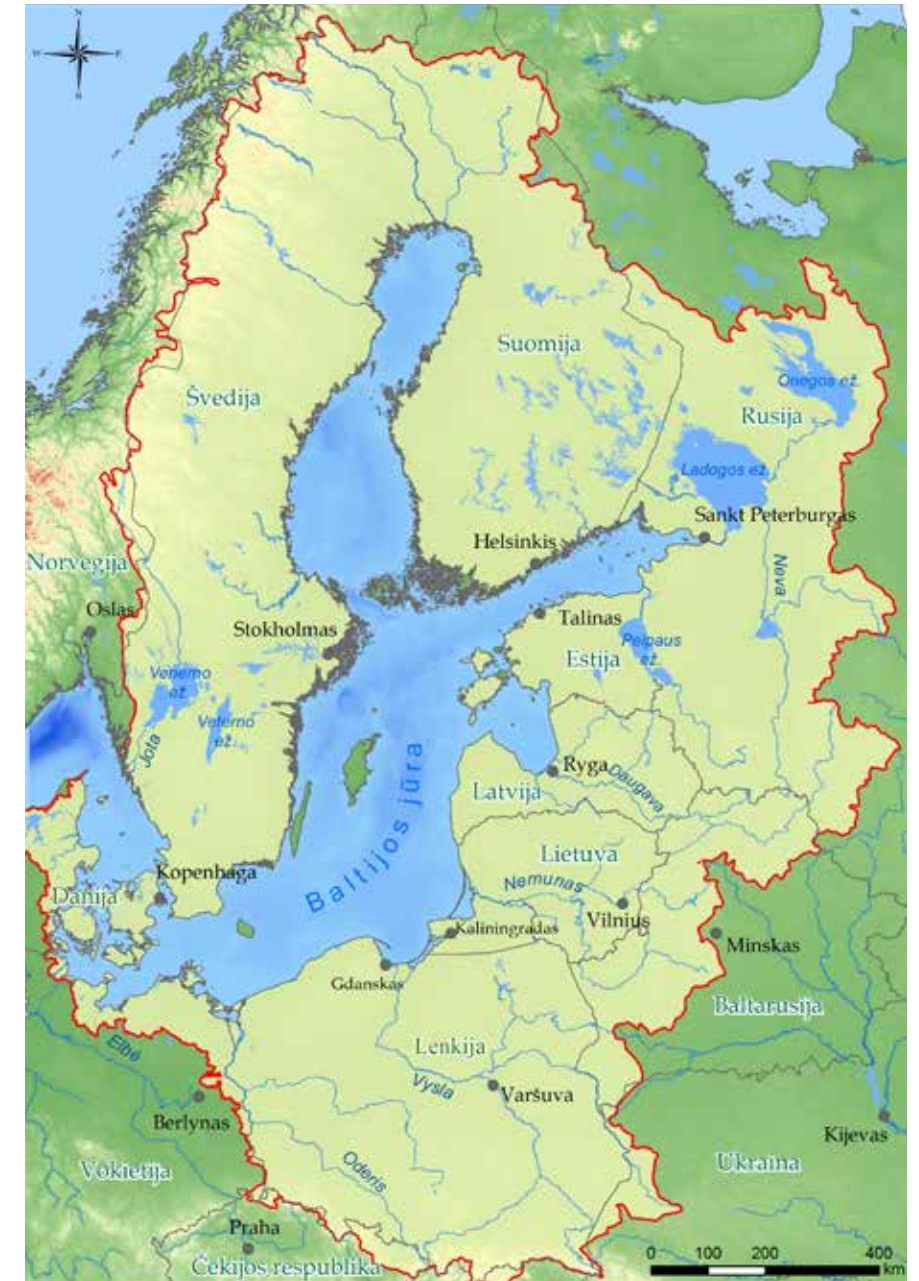 N
W
E
S
Suomija
Švedija
Onegos ež.
Rusija
Ladogos ež.
Sankt Peterburgas
Helsinkis
Norvegija
Neva
Oslas
Talinas
Stokholmas
Peipaus
ež.
Estija
Venerno
ež.
Veterno
ež.
Jota
Baltijos jūra
Ryga
Daugava
Latvija
Lietuva
Kopenhaga
Nemunas
Danija
Vilnius
Kaliningradas
Minskas
Gdanskas
Baltarusija
Elbė
Lenkija
Vysla
Varšuva
Berlynas
Kijevas
Vokietija
Oderis
Ukraina
Praha
Čekijos respublika
0 100 200 400
km